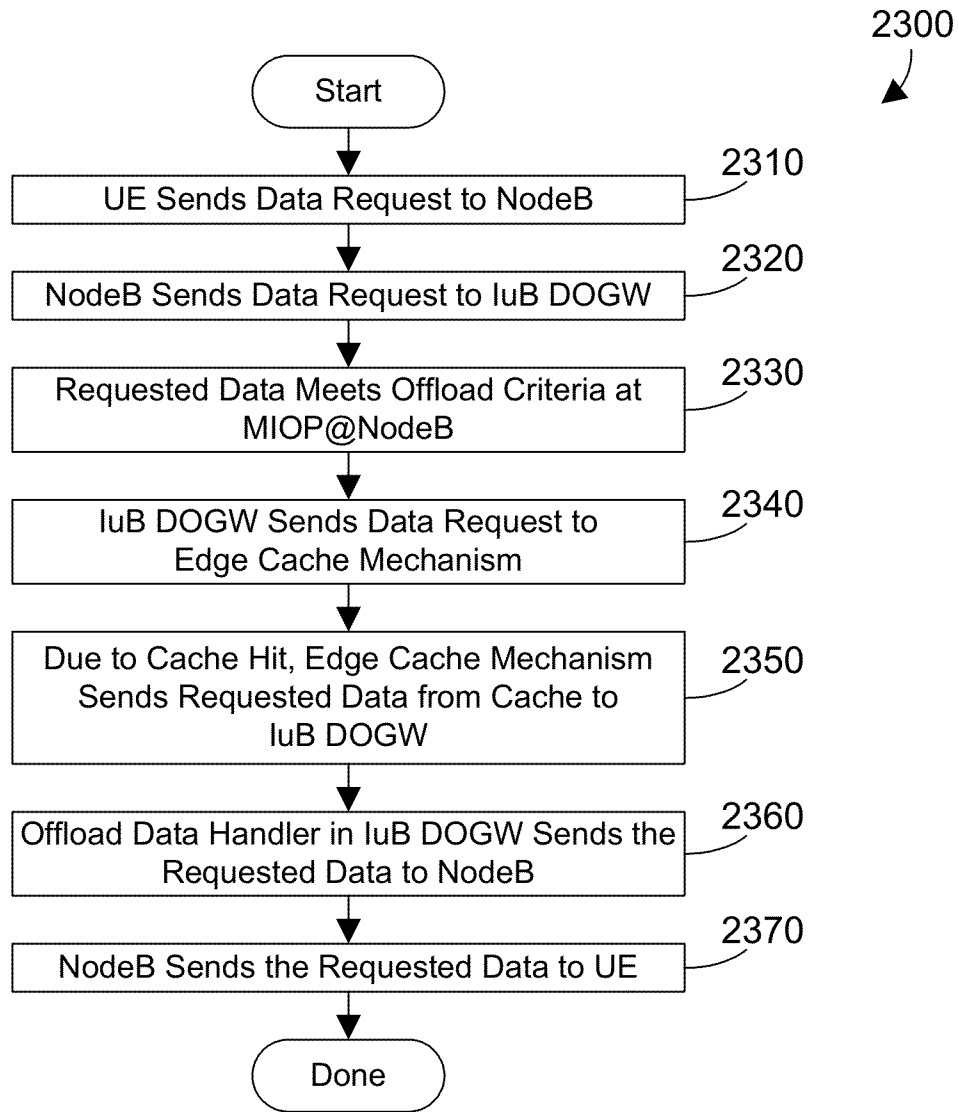 2300
Start
2310
UE Sends Data Request to NodeB
2320
NodeB Sends Data Request to IuB DOGW
2330
Requested Data Meets Offload Criteria at
MIOP@NodeB
2340
IuB DOGW Sends Data Request to
Edge Cache Mechanism
2350
Due to Cache Hit, Edge Cache Mechanism
Sends Requested Data from Cache to
IuB DOGW
2360
Offload Data Handler in IuB DOGW Sends the
Requested Data to NodeB
2370
NodeB Sends the Requested Data to UE
Done